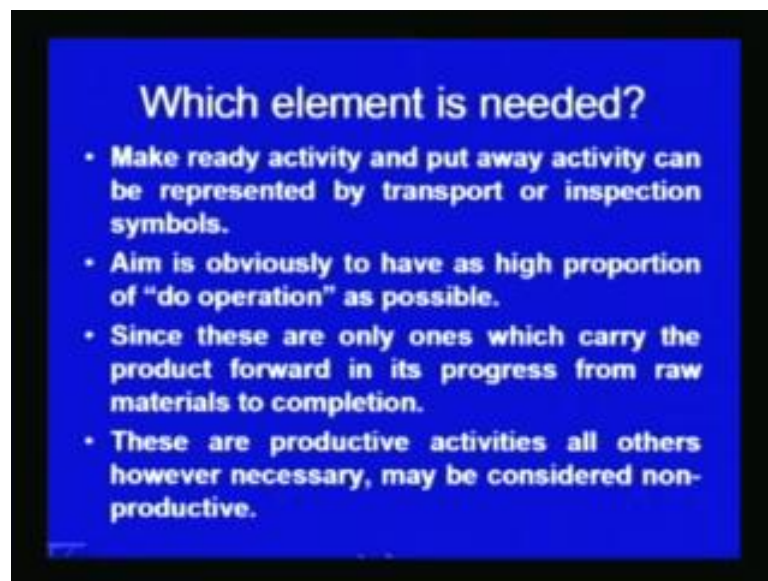 Which element is needed?
• Make ready activity and put away activity can
be represented by transport or inspection
symbols.
• Aim is obviously to have as high proportion
of “do operation” as possible.
• Since these are only ones which carry the
product forward in its progress from raw
materials to completion.
• These are productive activities all others
however necessary, may be considered non-
productive.